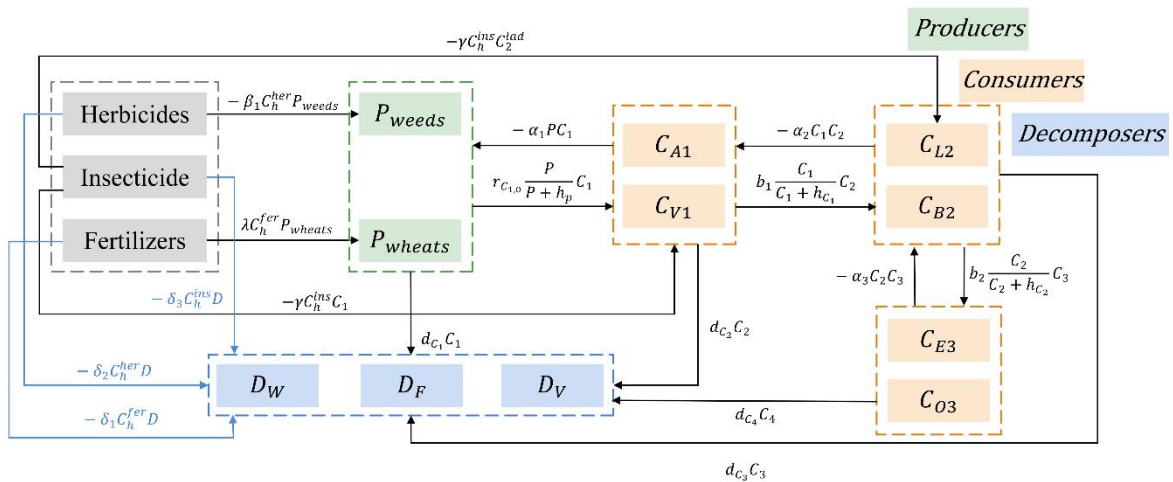 −γC_h^{ins}C_2^{lad}
Producers
Consumers
Decomposers
Herbicides
− β_1C_h^{her}P_{weeds}
P_{weeds}
− α_1PC_1
C_{A1}
− α_2C_1C_2
C_{L2}
Insecticide
r_{C_{1,0}} \frac{P}{P + h_p} C_1
C_{V1}
b_1 \frac{C_1}{C_1 + h_{C_1}} C_2
C_{B2}
Fertilizers
λC_h^{fer}P_{wheats}
P_{wheats}
− δ_3C_h^{ins}D
−γC_h^{ins}C_1
− α_3C_2C_3
b_2 \frac{C_2}{C_2 + h_{C_2}} C_3
d_{C_1}C_1
d_{C_2}C_2
C_{E3}
− δ_2C_h^{her}D
D_W
D_F
D_V
C_{O3}
− δ_1C_h^{fer}D
d_{C_4}C_4
d_{C_3}C_3